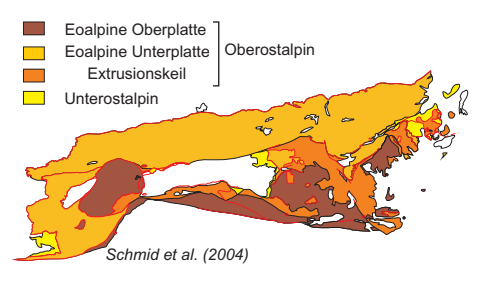 Eoalpine Oberplatte
Eoalpine Unterplatte
Oberostalpin
Extrusionskeil
Unterostalpin
Schmid et al. (2004)